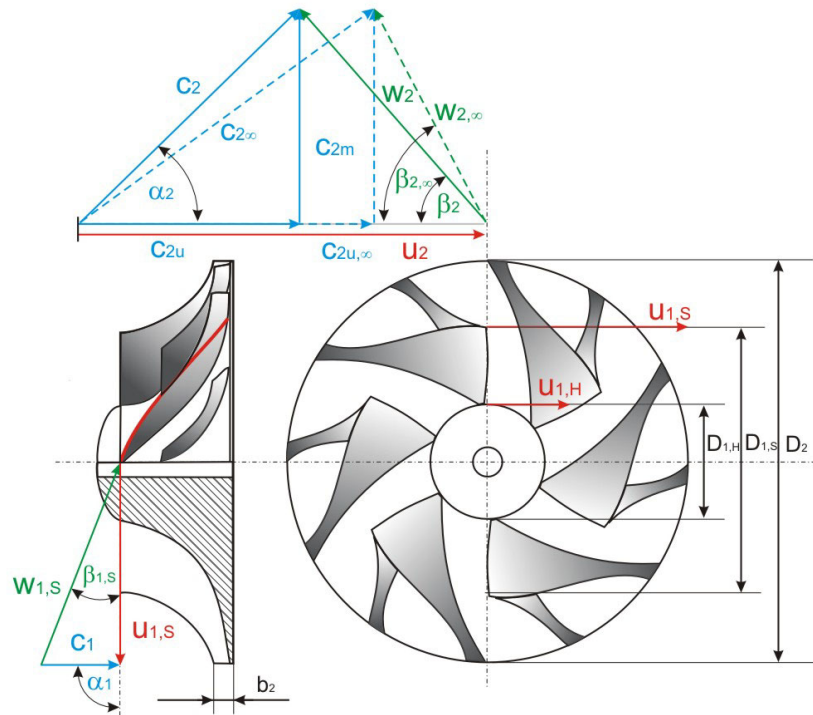 c2
c2∞
w2
w2,∞
c2m
α2
β2,∞
β2
c2u
c2u,∞
u2
u1,S
u1,H
D1,H
D1,S
D2
w1,S
β1,S
u1,S
c1
α1
b2